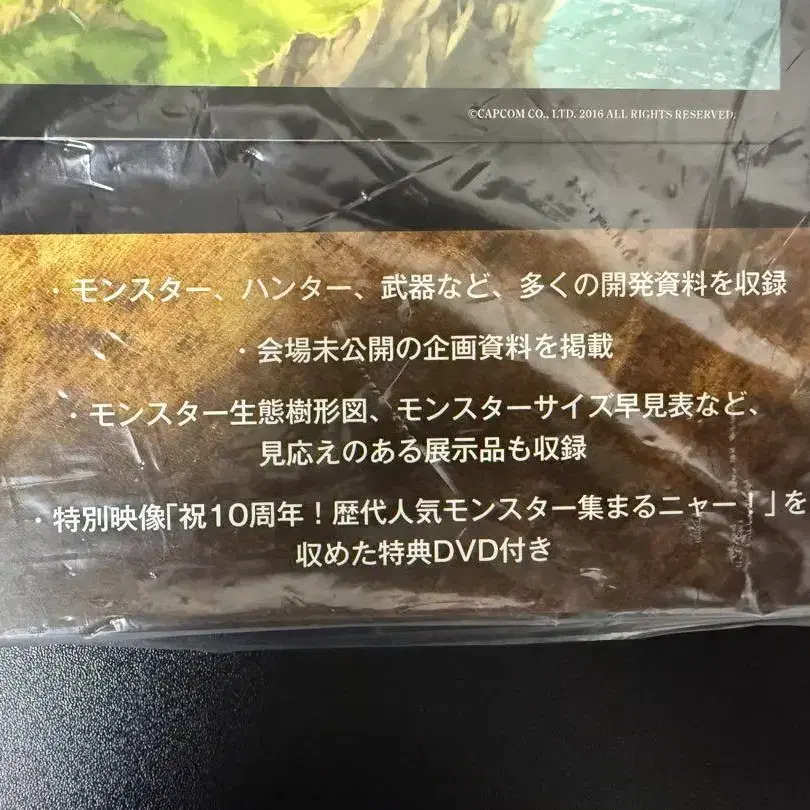 ©CAPCOM CO., LTD. 2016 ALL RIGHTS RESERVED.
・モンスター、ハンター、武器など、多くの開発資料を収録
・会場未公開の企画資料を掲載
・モンスター生態樹形図、モンスターサイズ早見表など、
見応えのある展示品も収録
・特別映像「祝10周年！歴代人気モンスター集まるニャー！」を
収めた特典DVD付き